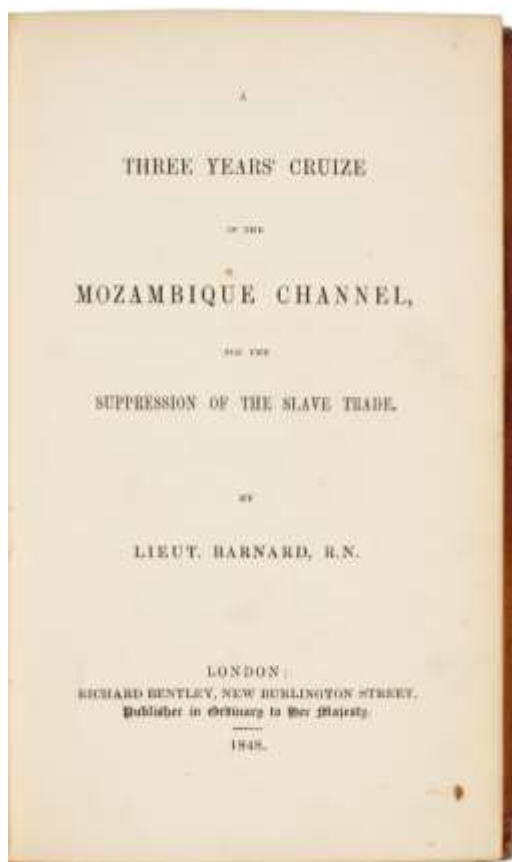 A
THREE YEARS' CRUIZE
IN THE
MOZAMBIQUE CHANNEL,
FOR THE
SUPPRESSION OF THE SLAVE TRADE.
BY
LIEUT. BARNARD, R.N.
LONDON:
RICHARD BENTLEY, NEW BURLINGTON STREET,
Publisher in Ordinary to Her Majesty.
1848.